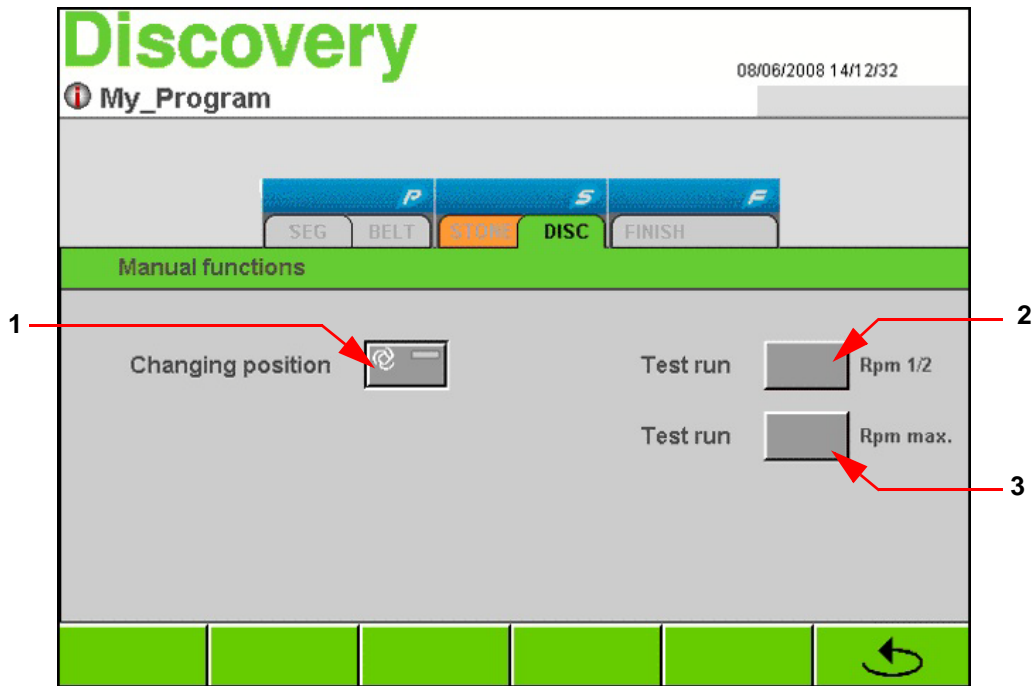 Discovery
08/06/2008 14/12/32
My_Program
P S F
SEG BELT STONE DISC FINISH
Manual functions
1
2
Changing position
Test run Rpm 1/2
Test run Rpm max.
3